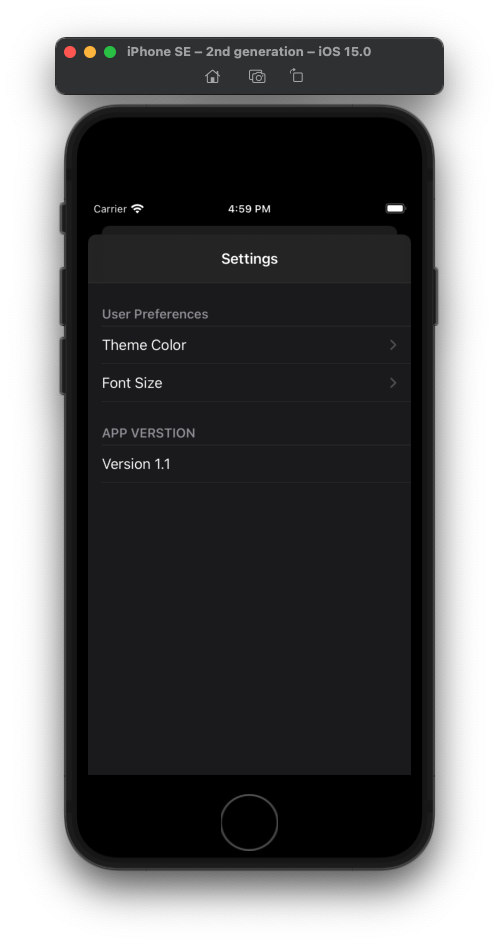 iPhone SE – 2nd generation – iOS 15.0
Carrier 4:59 PM
Settings
User Preferences
Theme Color
Font Size
APP VERSTION
Version 1.1